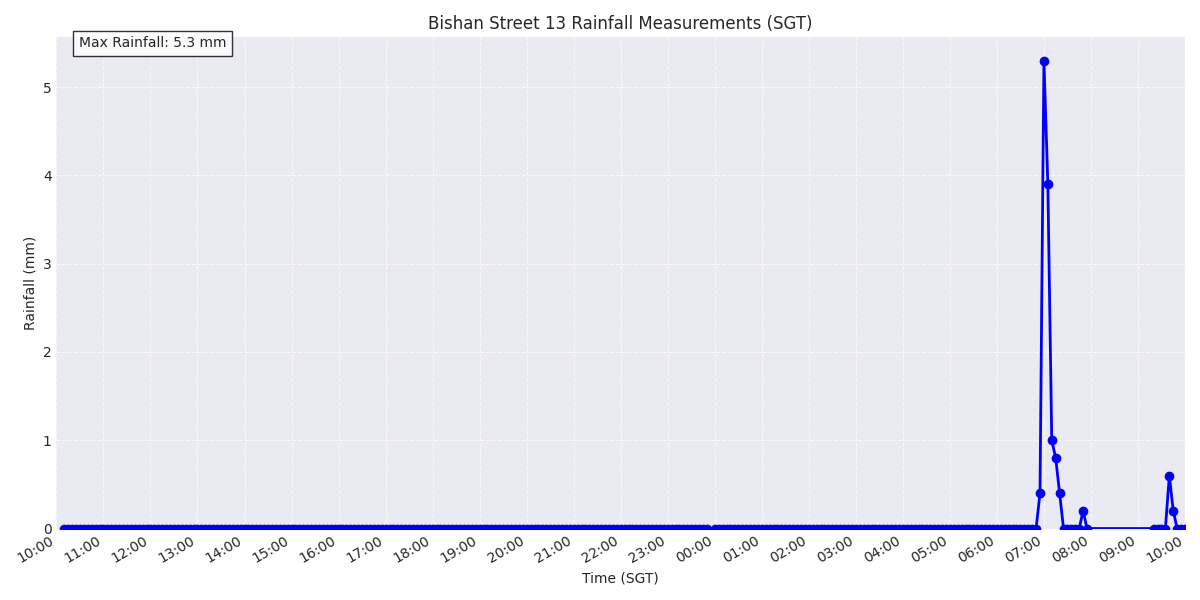 Bishan Street 13 Rainfall Measurements (SGT)
Max Rainfall: 5.3 mm
Rainfall (mm)
5
4
3
2
1
0
10:00 11:00 12:00 13:00 14:00 15:00 16:00 17:00 18:00 19:00 20:00 21:00 22:00 23:00 00:00 01:00 02:00 03:00 04:00 05:00 06:00 07:00 08:00 09:00 10:00
Time (SGT)